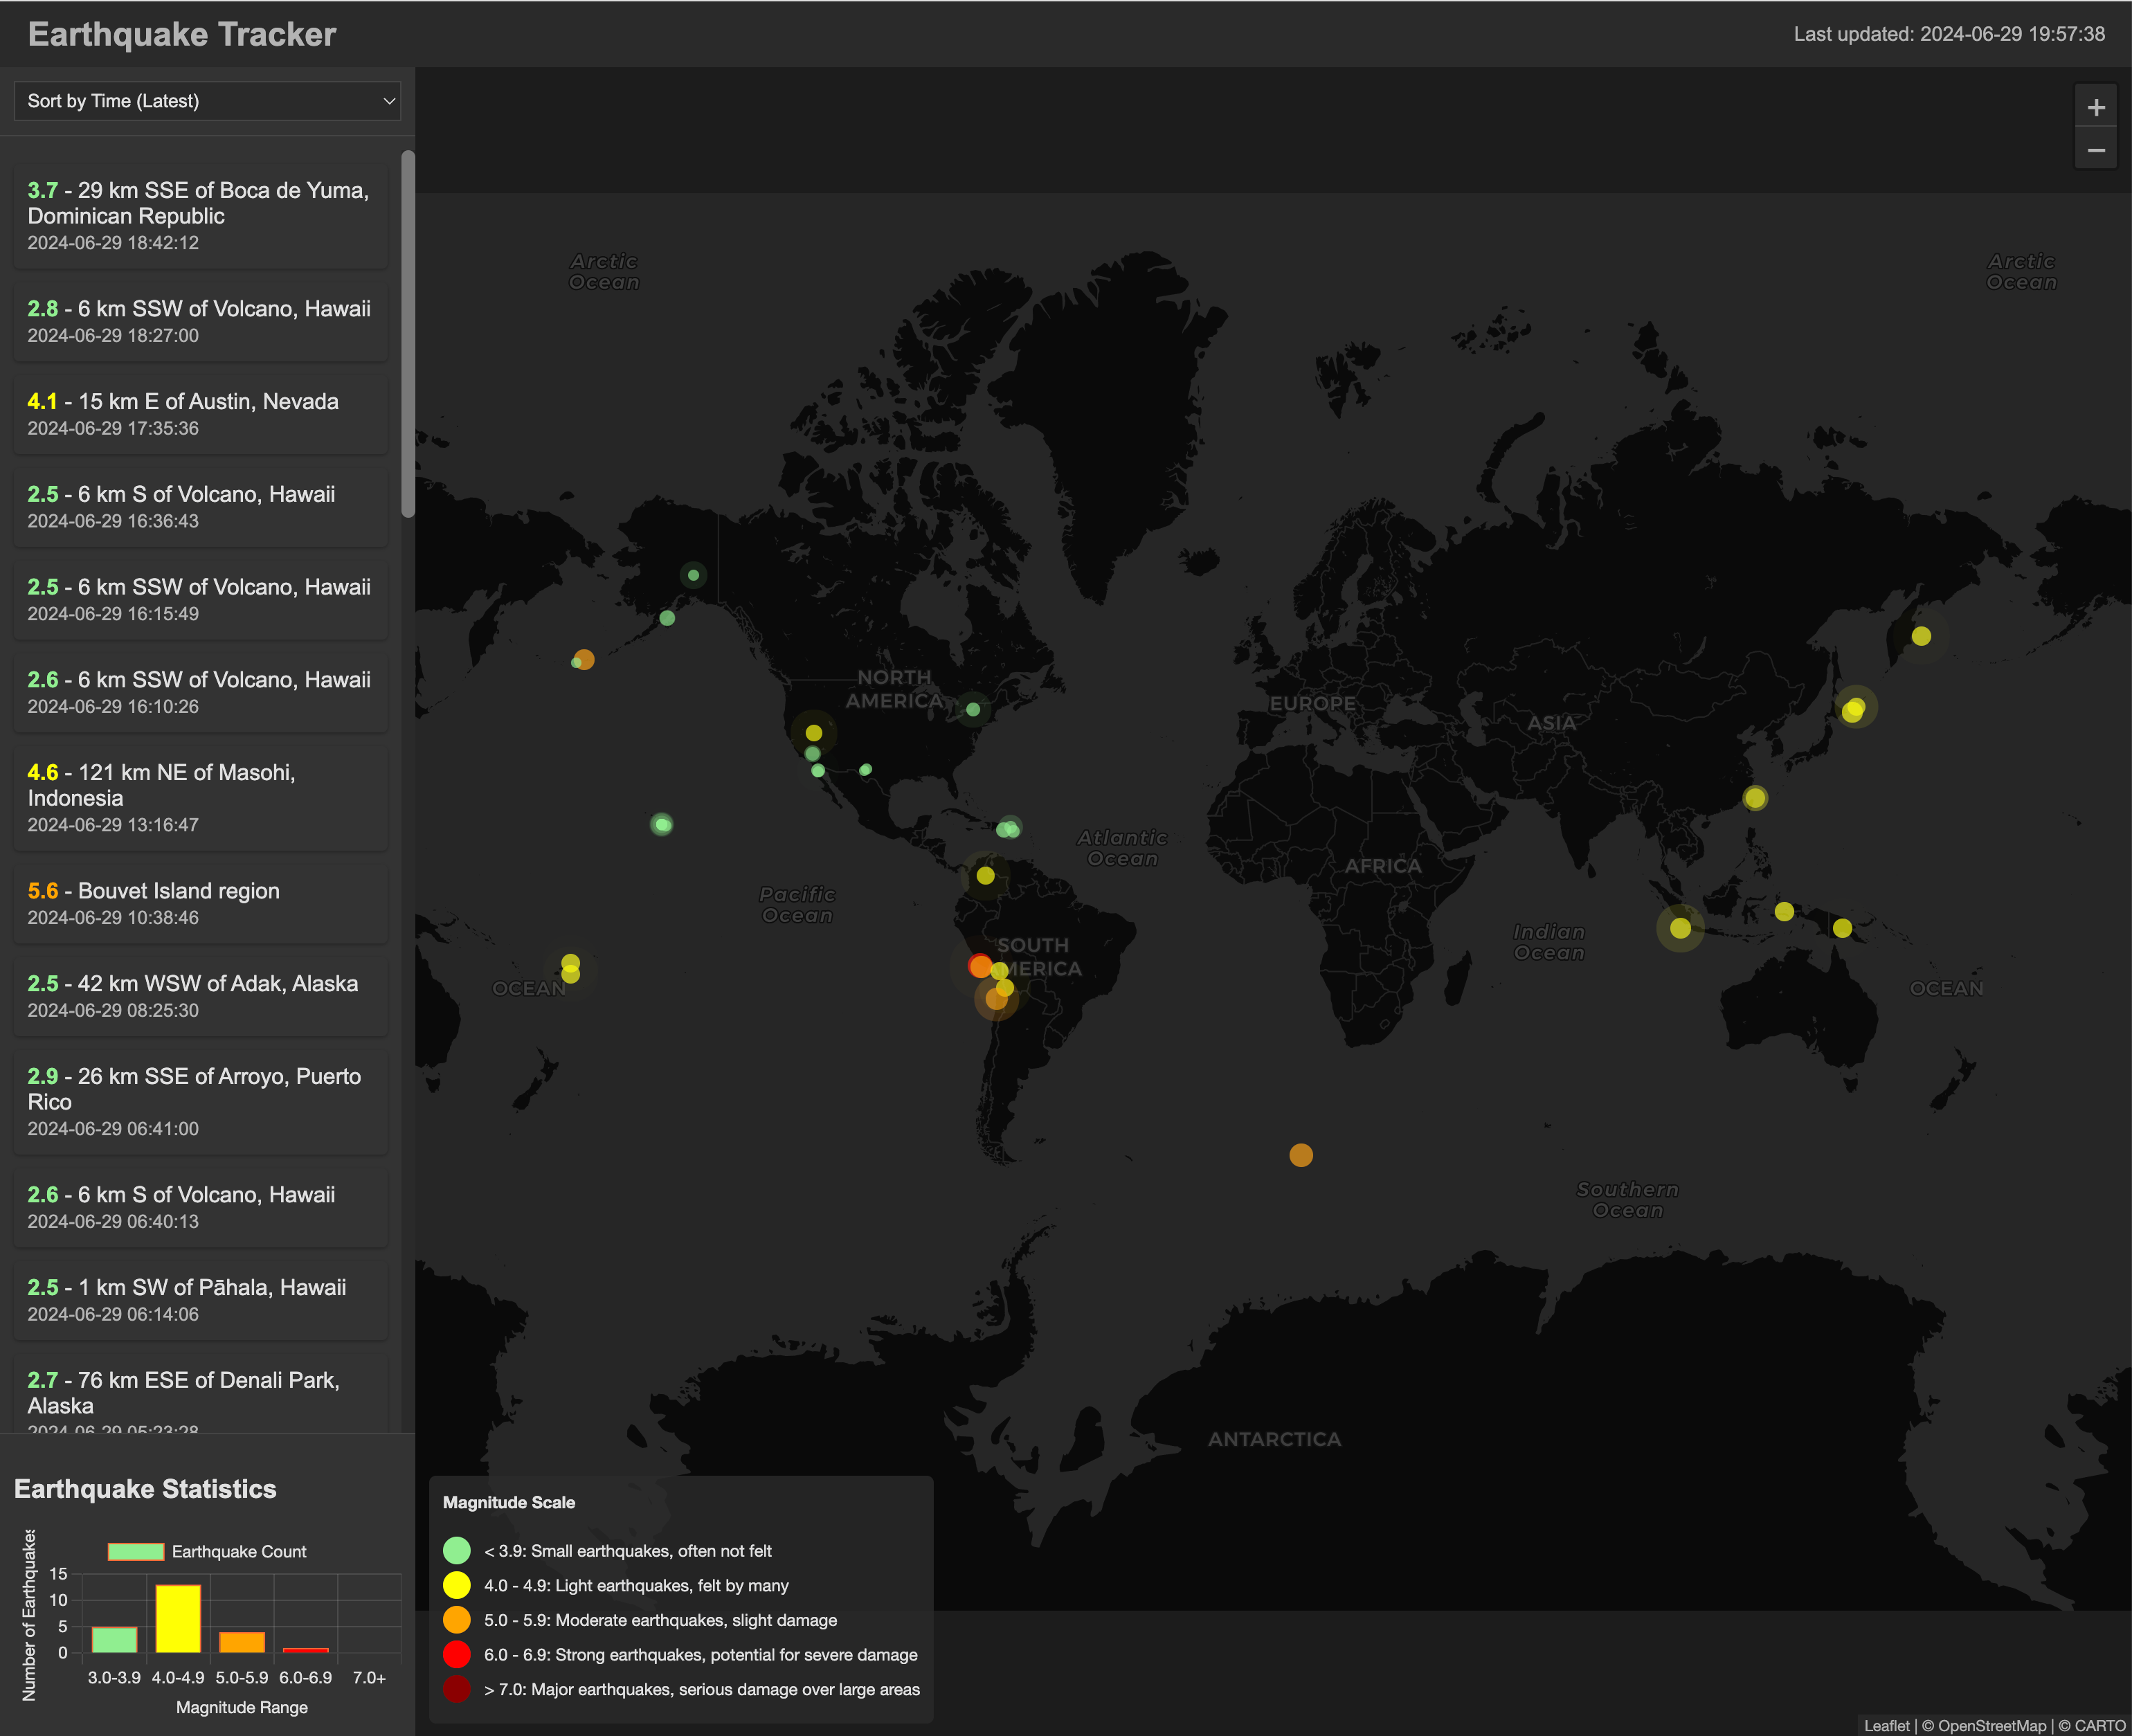 Earthquake Tracker
Last updated: 2024-06-29 19:57:38
Sort by Time (Latest)
3.7 - 29 km SSE of Boca de Yuma,
Dominican Republic
2024-06-29 18:42:12
2.8 - 6 km SSW of Volcano, Hawaii
2024-06-29 18:27:00
4.1 - 15 km E of Austin, Nevada
2024-06-29 17:35:36
2.5 - 6 km S of Volcano, Hawaii
2024-06-29 16:36:43
2.5 - 6 km SSW of Volcano, Hawaii
2024-06-29 16:15:49
2.6 - 6 km SSW of Volcano, Hawaii
2024-06-29 16:10:26
4.6 - 121 km NE of Masohi,
Indonesia
2024-06-29 13:16:47
5.6 - Bouvet Island region
2024-06-29 10:38:46
2.5 - 42 km WSW of Adak, Alaska
2024-06-29 08:25:30
2.9 - 26 km SSE of Arroyo, Puerto
Rico
2024-06-29 06:41:00
2.6 - 6 km S of Volcano, Hawaii
2024-06-29 06:40:13
2.5 - 1 km SW of Pāhala, Hawaii
2024-06-29 06:14:06
2.7 - 76 km ESE of Denali Park,
Alaska
2024-06-29 05:23:28
Earthquake Statistics
Number of Earthquakes
Earthquake Count
15
10
5
0
3.0-3.9 4.0-4.9 5.0-5.9 6.0-6.9 7.0+
Magnitude Range
+
−
Arctic
Ocean
Arctic
Ocean
NORTH
AMERICA
EUROPE
ASIA
Atlantic
Ocean
AFRICA
Pacific
Ocean
Indian
Ocean
SOUTH
AMERICA
OCEAN
OCEAN
Southern
Ocean
ANTARCTICA
Magnitude Scale
< 3.9: Small earthquakes, often not felt
4.0 - 4.9: Light earthquakes, felt by many
5.0 - 5.9: Moderate earthquakes, slight damage
6.0 - 6.9: Strong earthquakes, potential for severe damage
> 7.0: Major earthquakes, serious damage over large areas
Leaflet | © OpenStreetMap | © CARTO